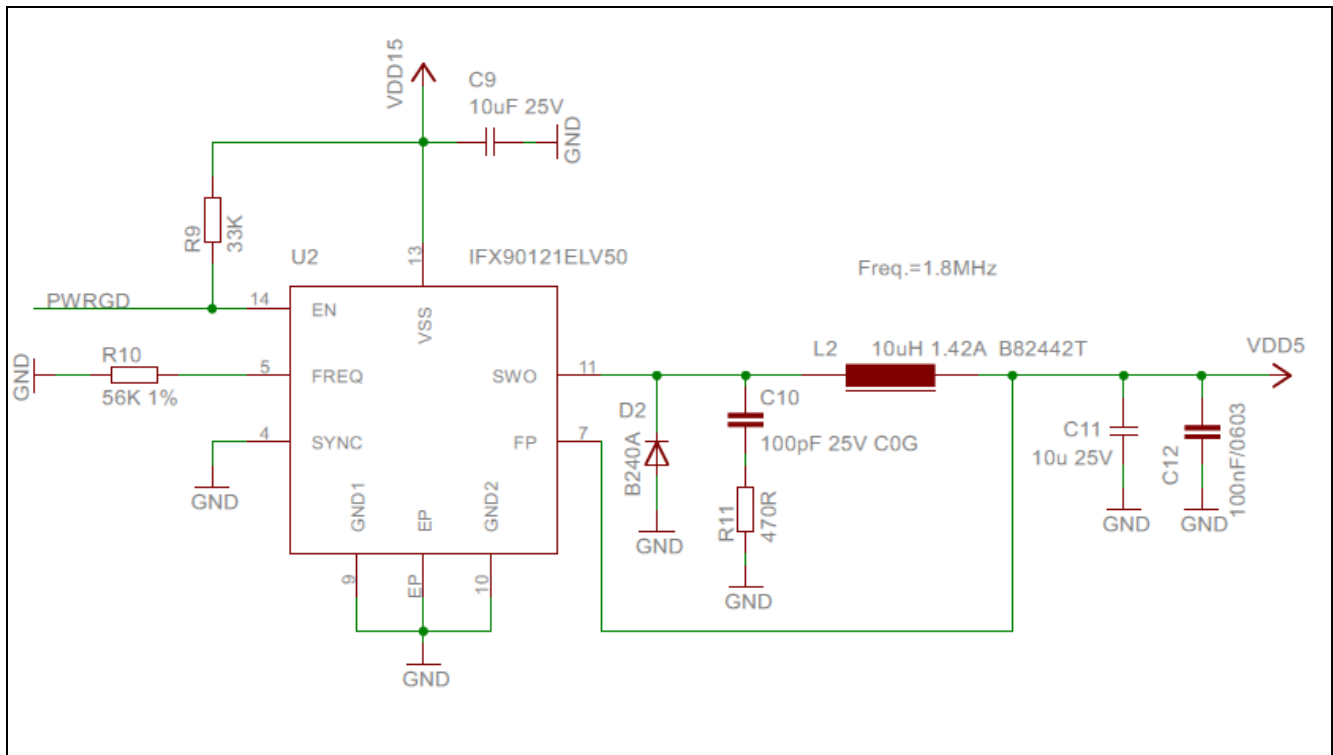 VDD15
C9
10uF 25V
GND
R9
33K
U2
13
IFX90121ELV50
Freq.=1.8MHz
PWRGD
14
EN
VSS
GND
R10
56K 1%
5
FREQ
SWO
11
L2
10uH 1.42A B82442T
VDD5
4
SYNC
FP
7
D2
B240A
C10
100pF 25V C0G
C11
10u 25V
C12
100nF/0603
GND
GND1
EP
GND2
R11
470R
GND
GND
GND
GND
9
EP
10
GND